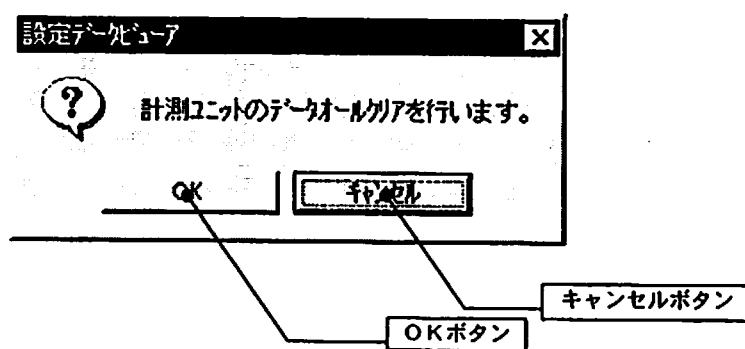 設定データビューア
計測ユニットのデータオールクリアを行います。
OK
キャンセル
キャンセルボタン
OKボタン